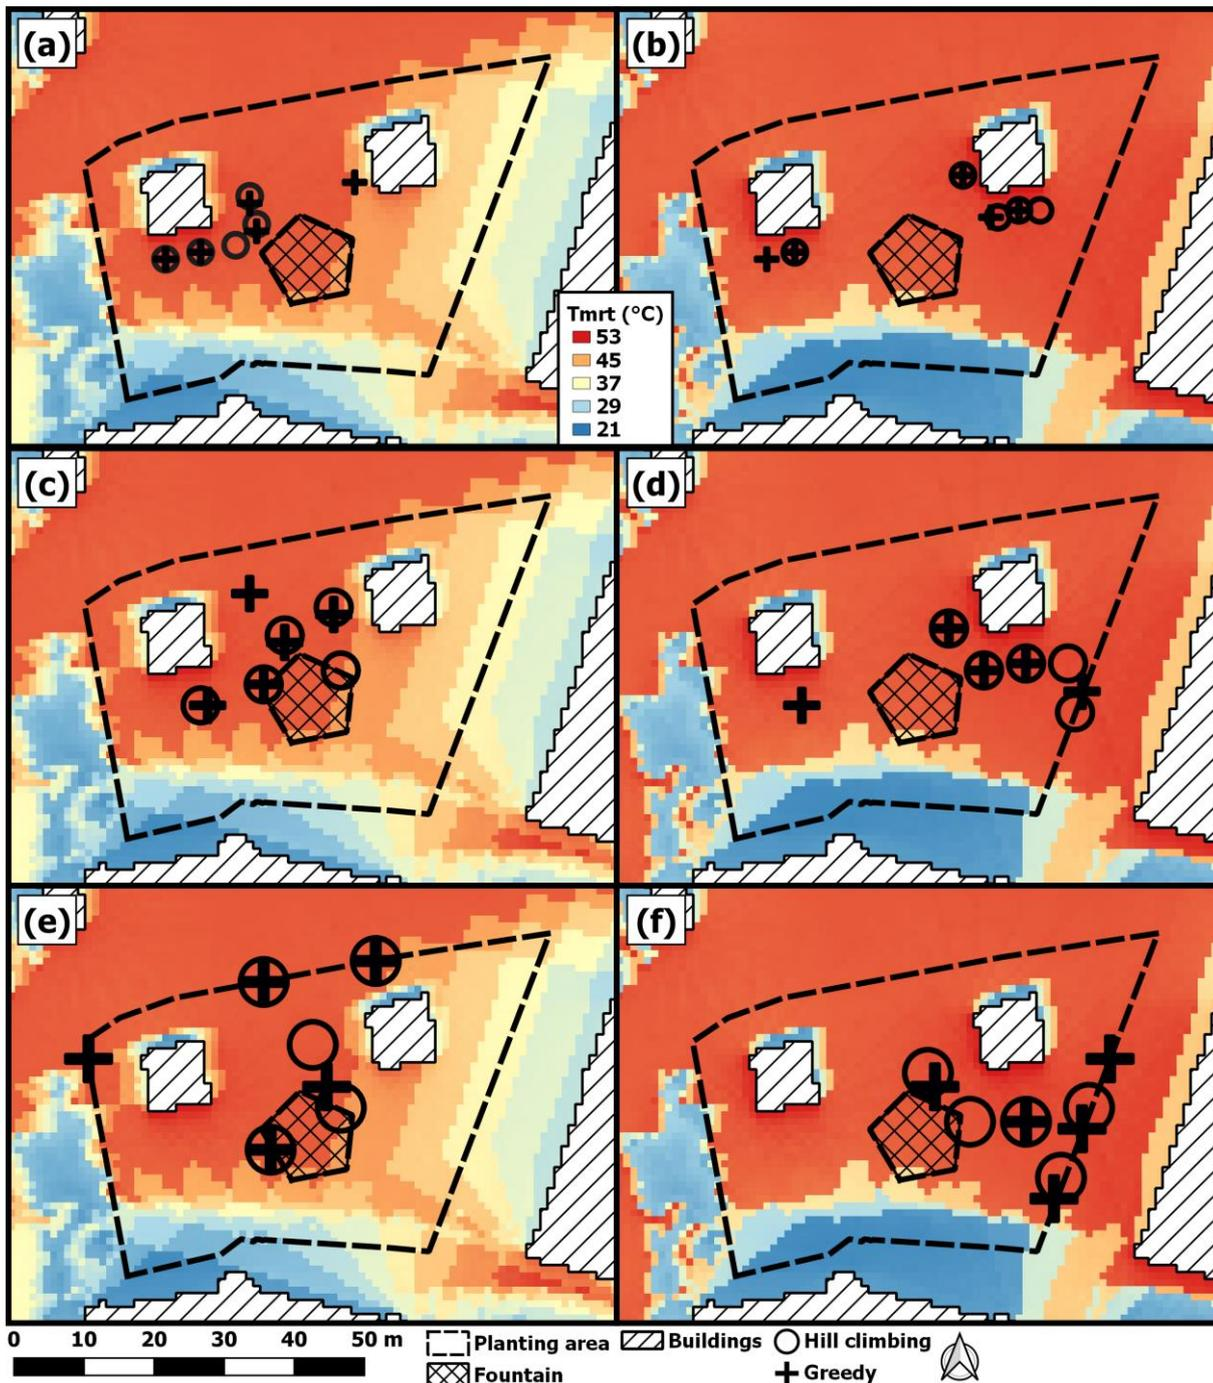 (a)
(b)
Tmrt (°C)
53
45
37
29
21
(c)
(d)
(e)
(f)
0 10 20 30 40 50 m
Planting area Buildings Hill climbing
Fountain Greedy